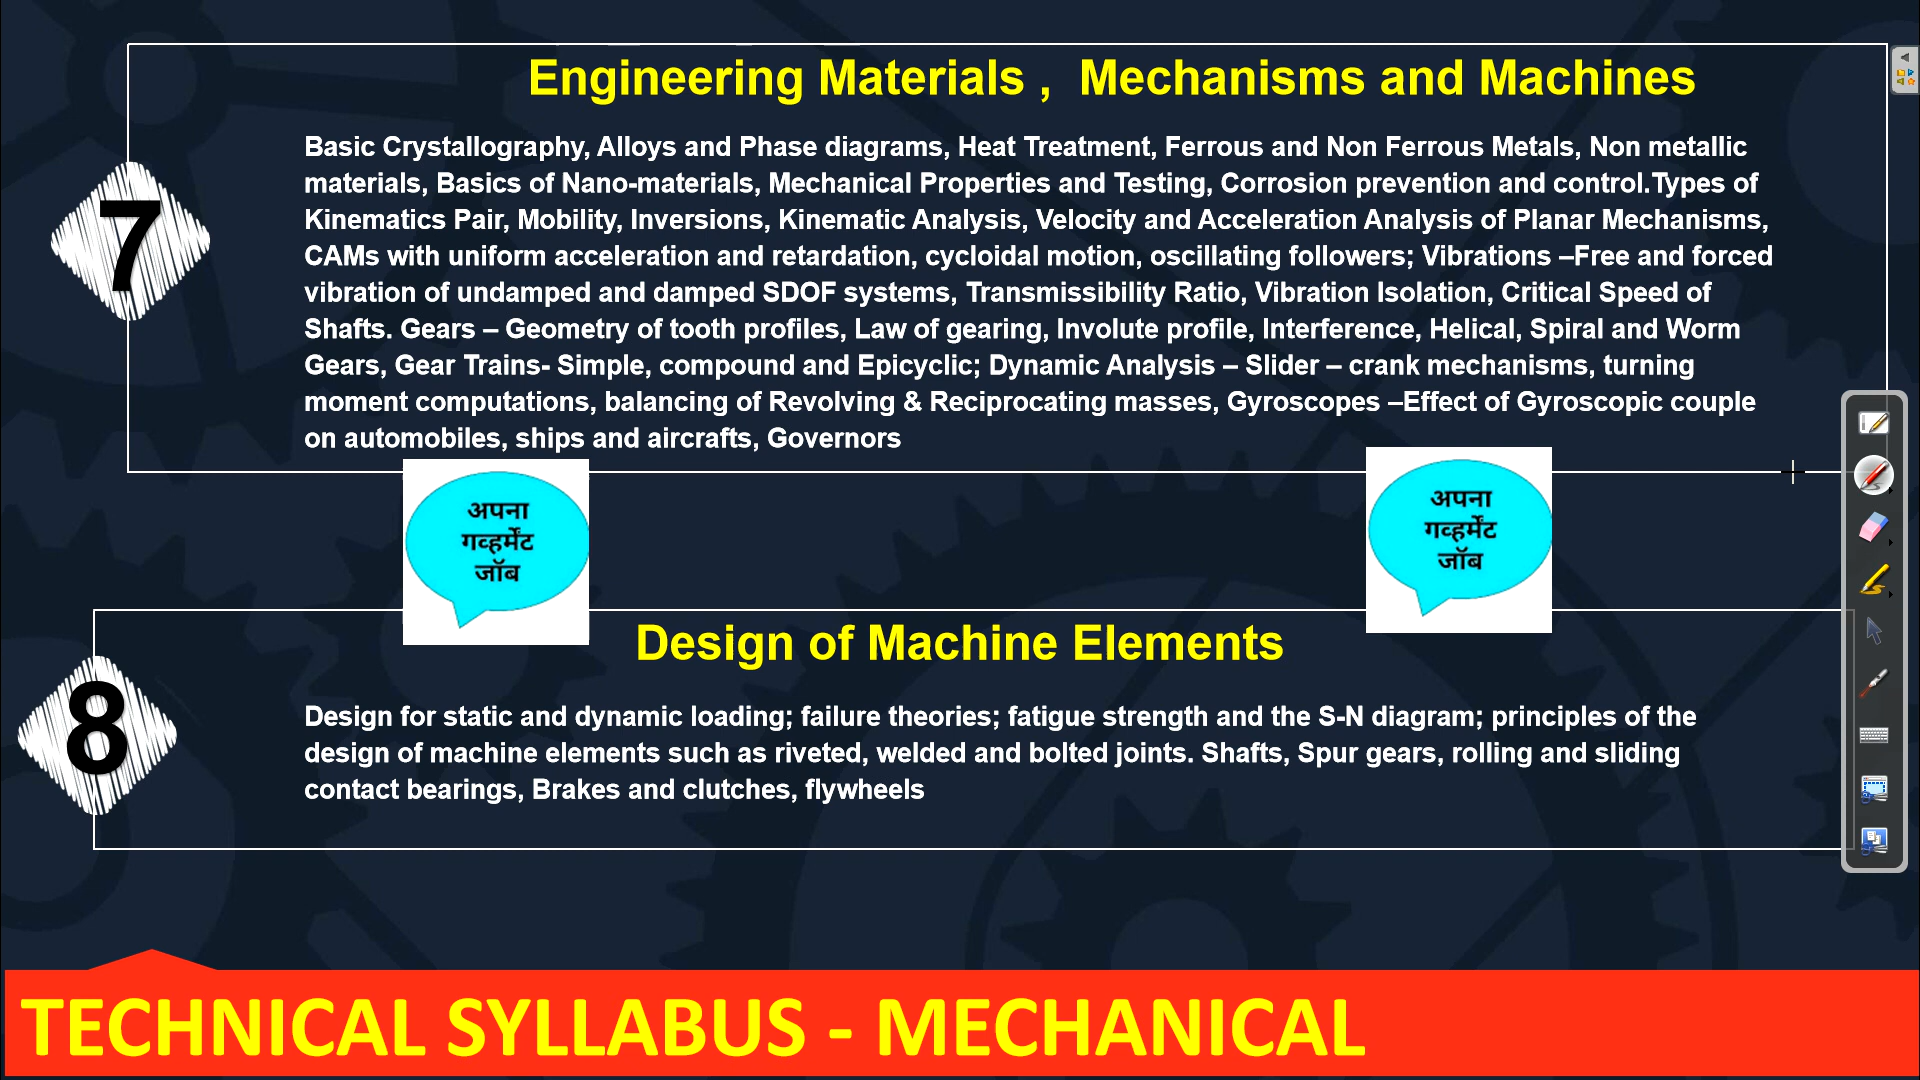 Engineering Materials ,  Mechanisms and Machines
7
Basic Crystallography, Alloys and Phase diagrams, Heat Treatment, Ferrous and Non Ferrous Metals, Non metallic
materials, Basics of Nano-materials, Mechanical Properties and Testing, Corrosion prevention and control.Types of
Kinematics Pair, Mobility, Inversions, Kinematic Analysis, Velocity and Acceleration Analysis of Planar Mechanisms,
CAMs with uniform acceleration and retardation, cycloidal motion, oscillating followers; Vibrations –Free and forced
vibration of undamped and damped SDOF systems, Transmissibility Ratio, Vibration Isolation, Critical Speed of
Shafts. Gears – Geometry of tooth profiles, Law of gearing, Involute profile, Interference, Helical, Spiral and Worm
Gears, Gear Trains- Simple, compound and Epicyclic; Dynamic Analysis – Slider – crank mechanisms, turning
moment computations, balancing of Revolving & Reciprocating masses, Gyroscopes –Effect of Gyroscopic couple
on automobiles, ships and aircrafts, Governors
अपना
गव्हर्मेंट
जॉब
अपना
गव्हर्मेंट
जॉब
Design of Machine Elements
8
Design for static and dynamic loading; failure theories; fatigue strength and the S-N diagram; principles of the
design of machine elements such as riveted, welded and bolted joints. Shafts, Spur gears, rolling and sliding
contact bearings, Brakes and clutches, flywheels
TECHNICAL SYLLABUS - MECHANICAL